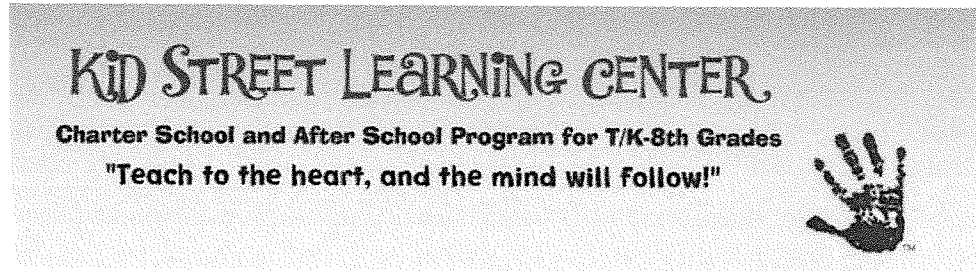 KiD STREET LEaRNiNG CENTER
Charter School and After School Program for T/K-8th Grades
"Teach to the heart, and the mind will follow!"
TM